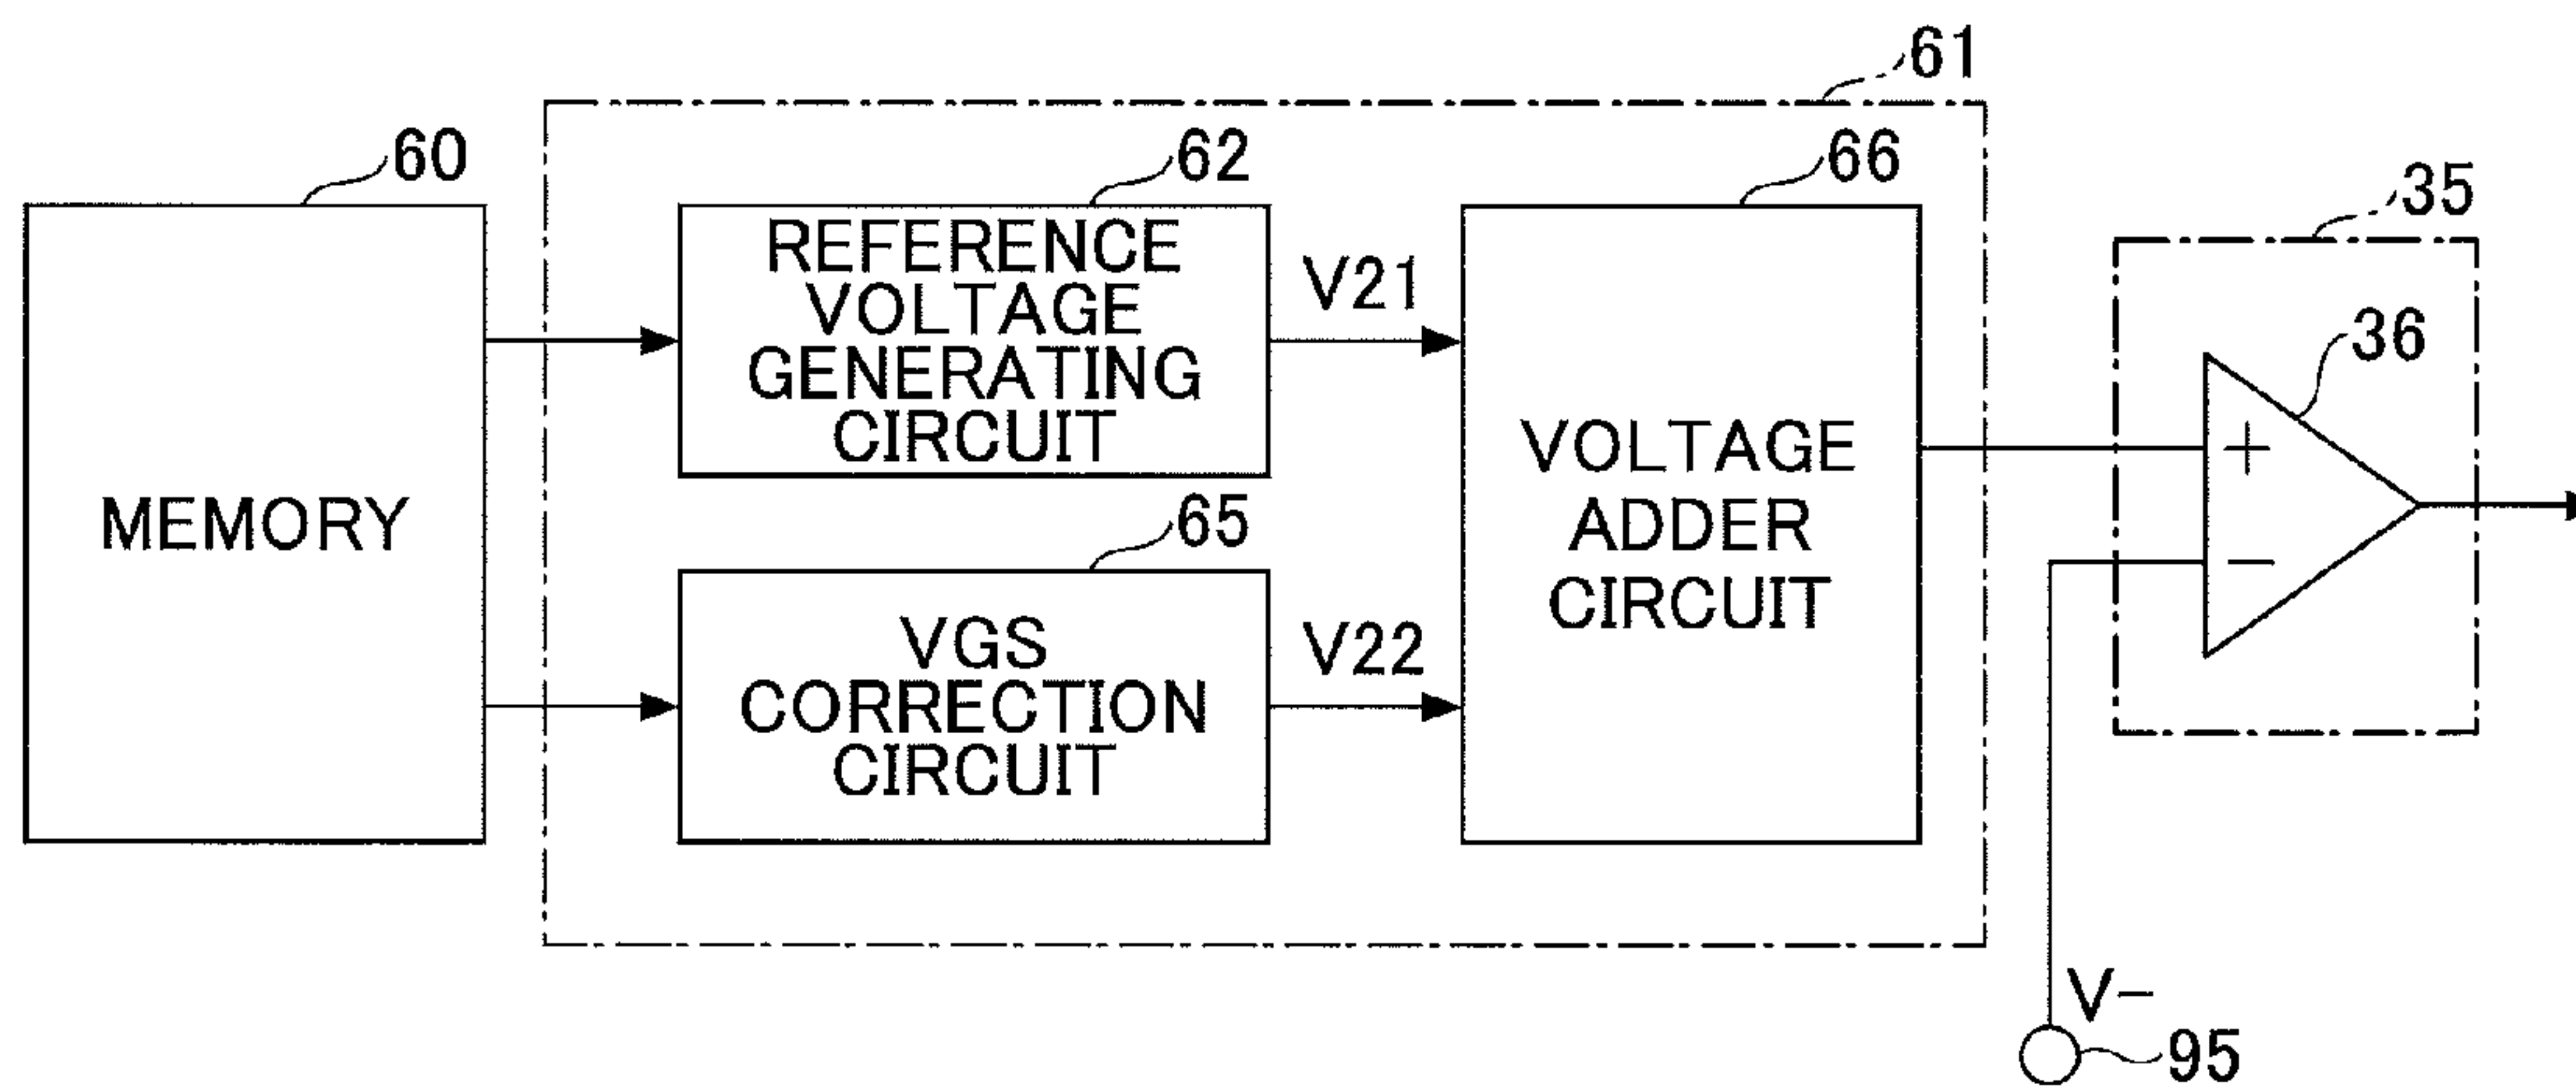 61
60
62
66
35
REFERENCE
VOLTAGE
GENERATING
CIRCUIT
V21
36
+
VOLTAGE
ADDER
CIRCUIT
MEMORY
65
−
VGS
CORRECTION
CIRCUIT
V22
V−
95